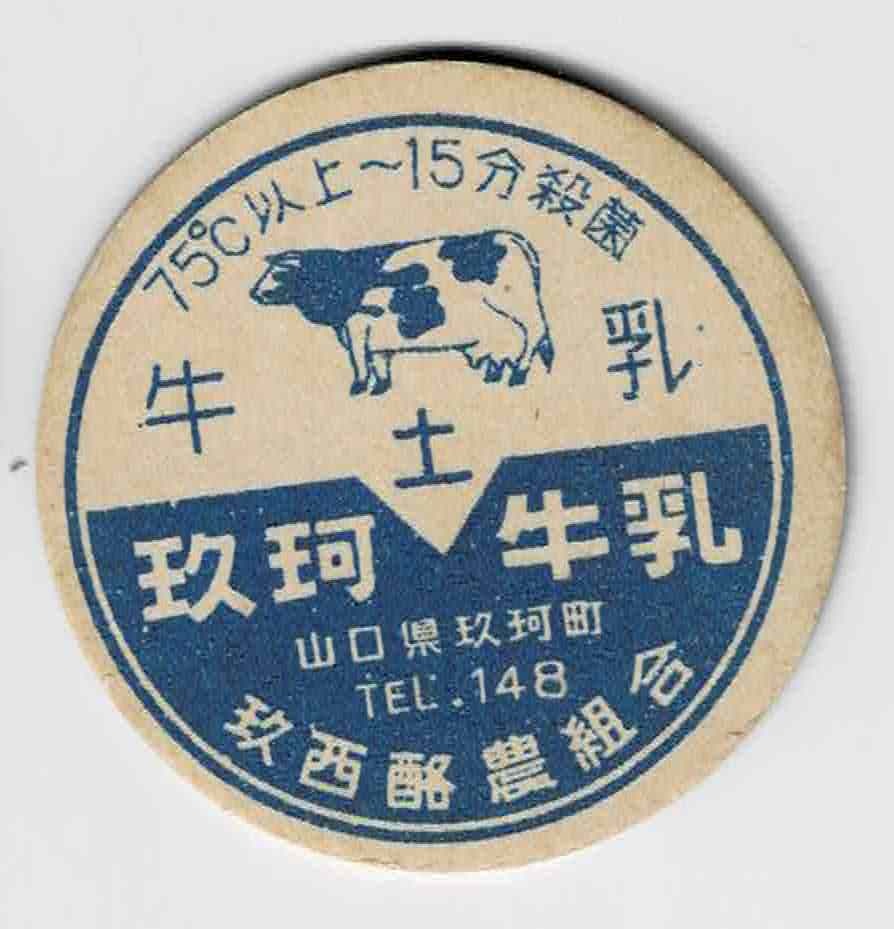 75℃以上～15分殺菌
牛乳
土
玖珂牛乳
山口県玖珂町
TEL.148
玖西酪農組合